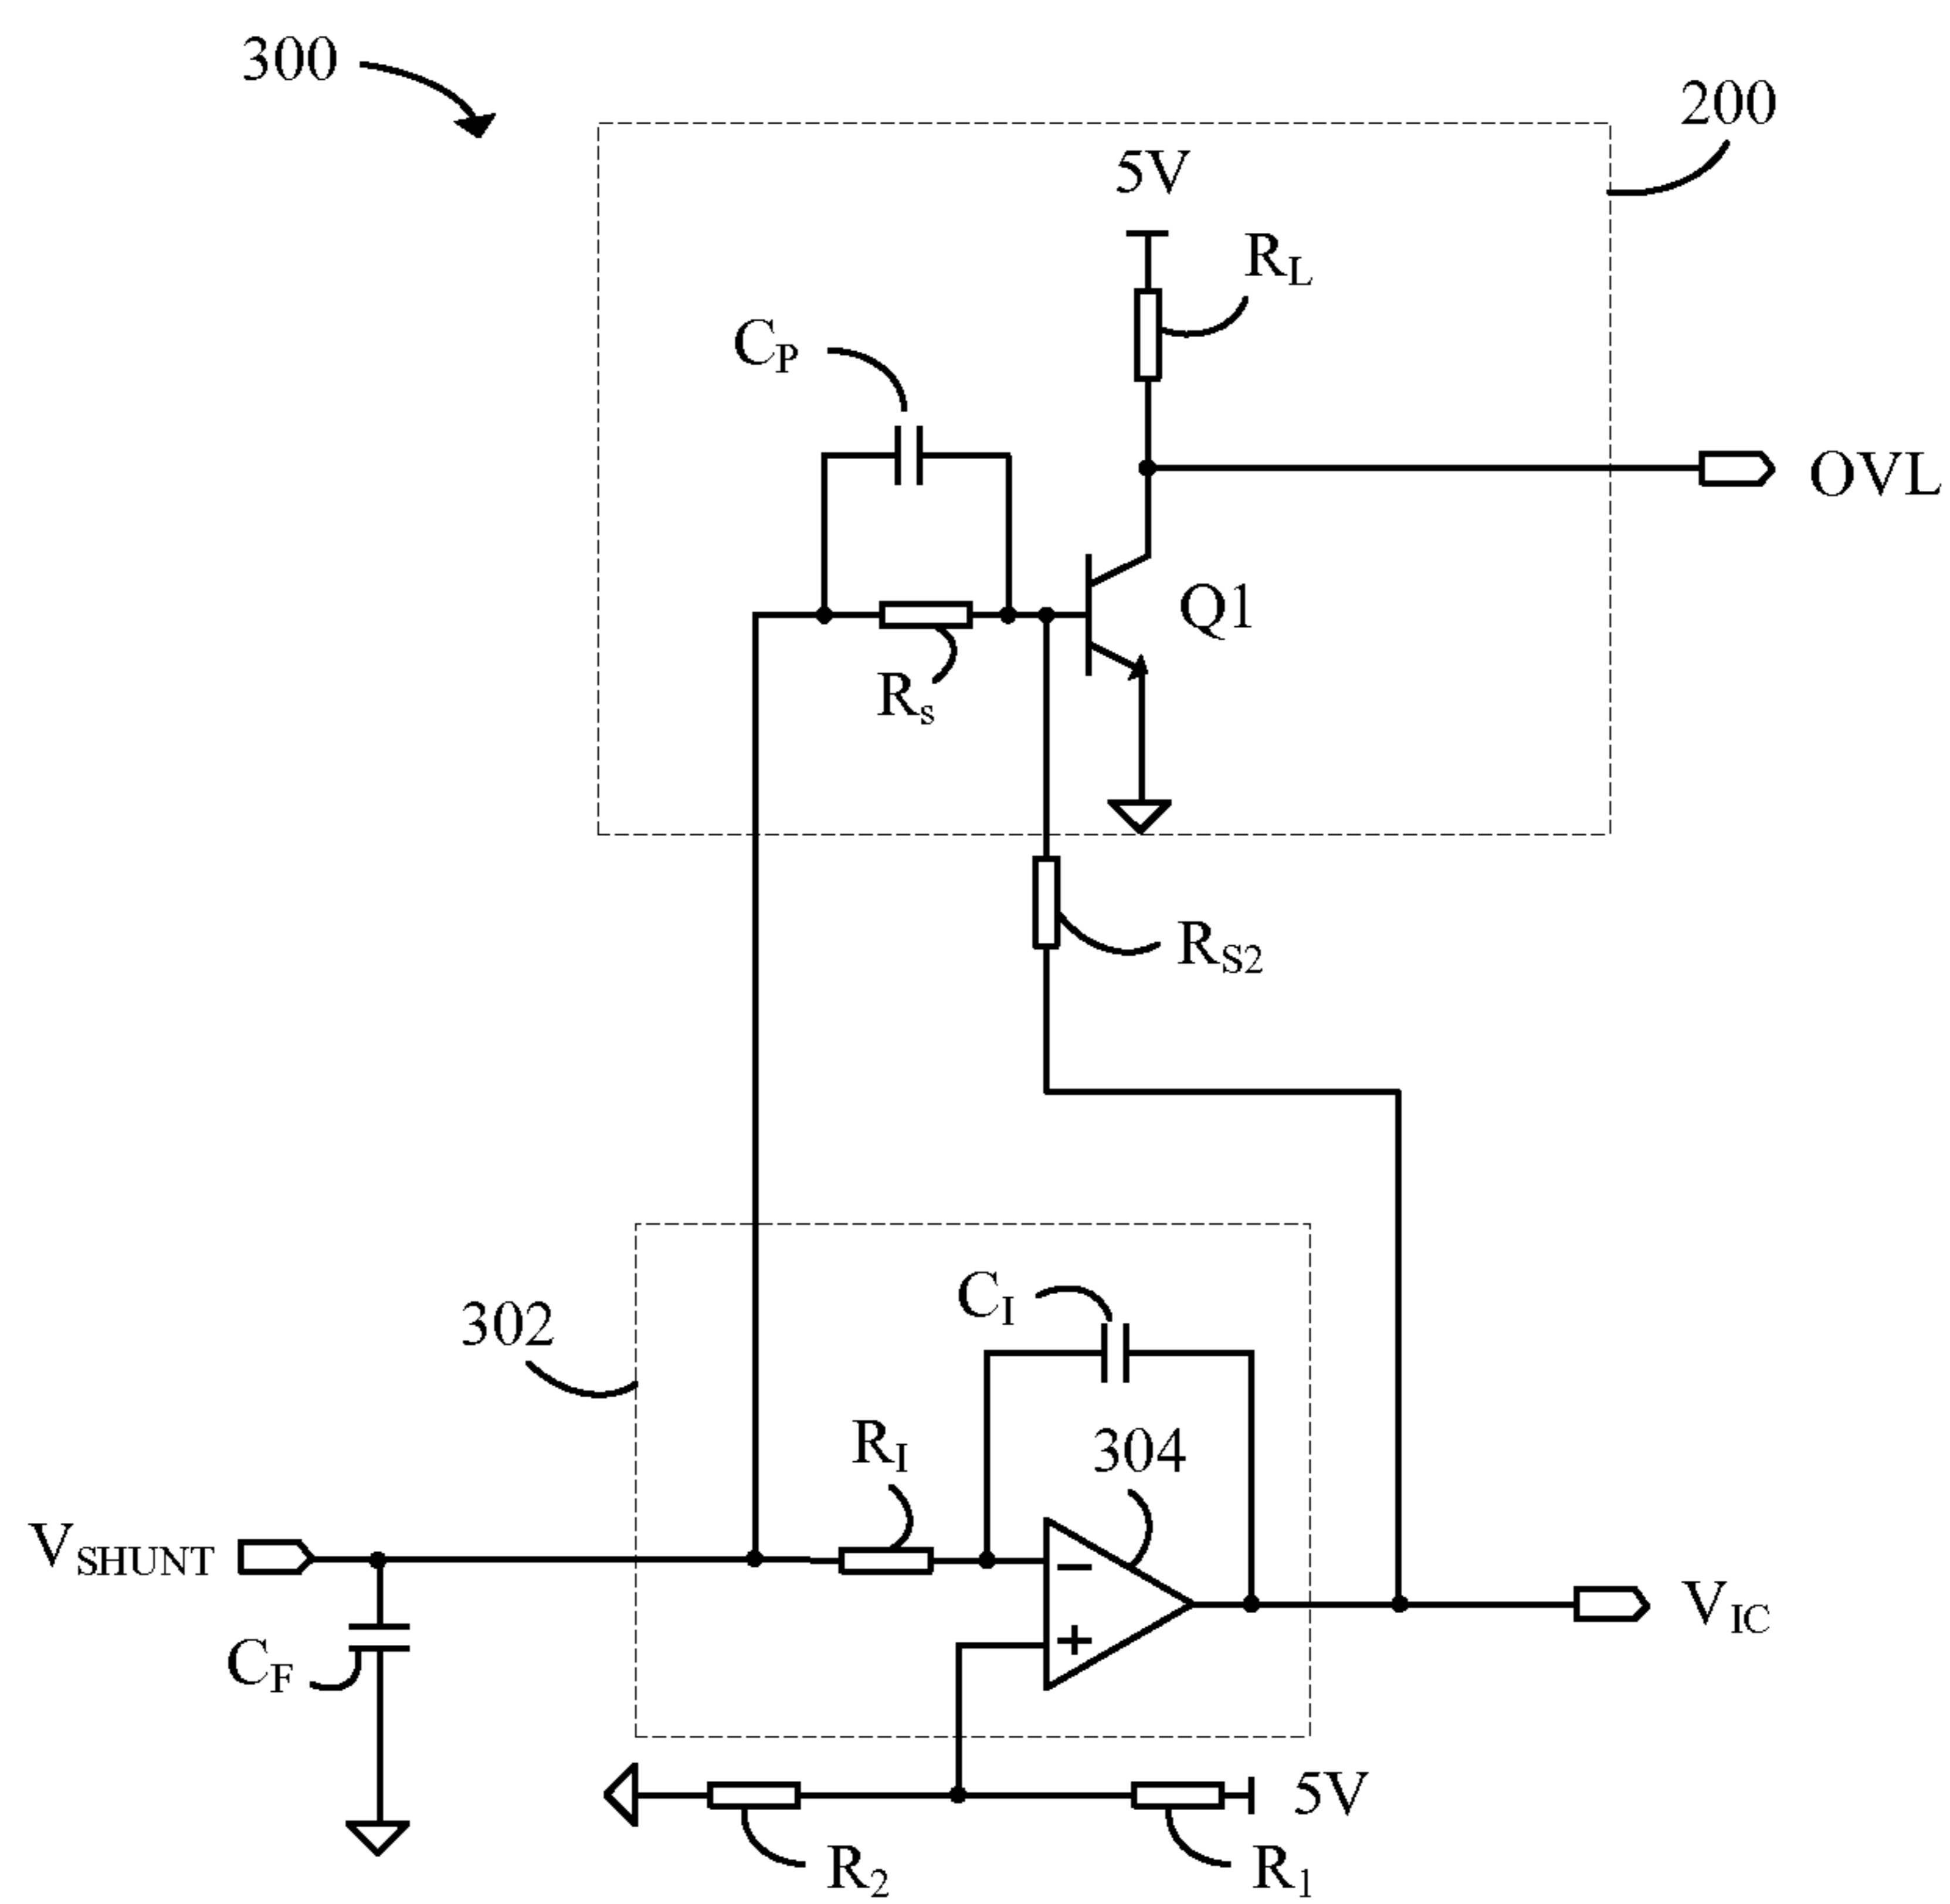 300
200
5V
R_L
C_P
OVL
Q1
R_s
R_S2
302
C_I
R_I
304
V_SHUNT
V_IC
C_F
5V
R_2
R_1